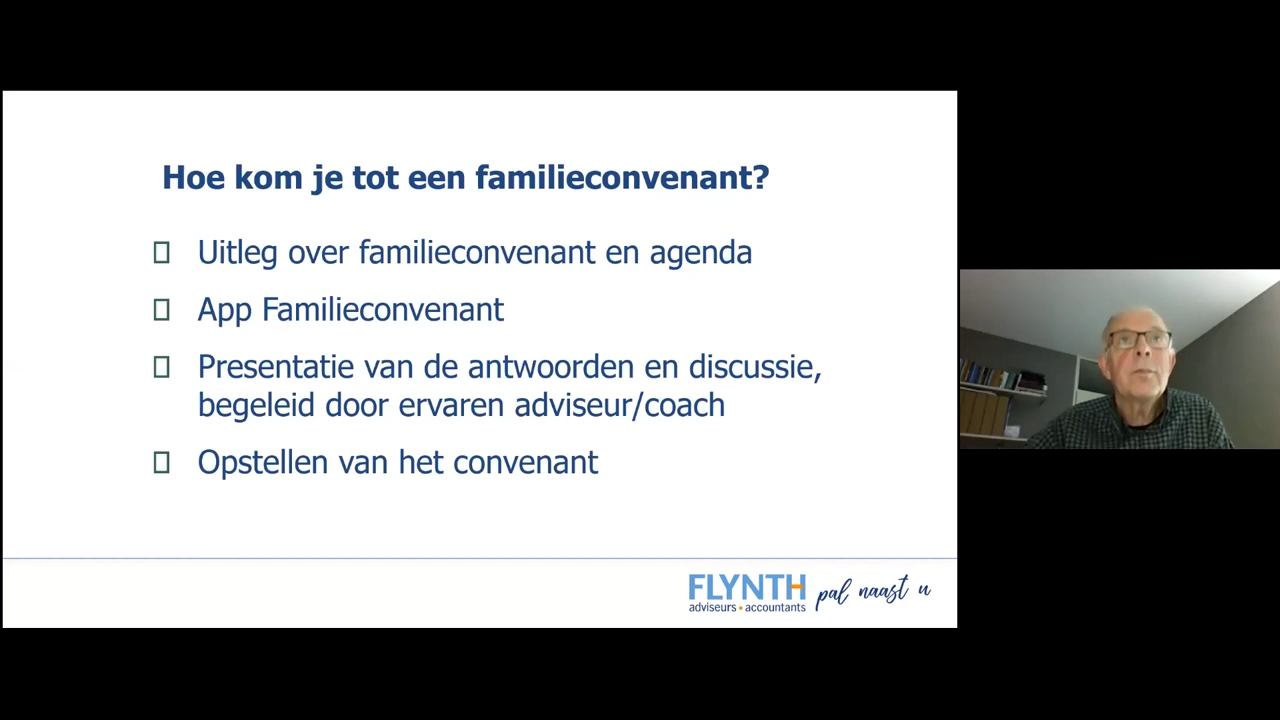 Hoe kom je tot een familieconvenant?
Uitleg over familieconvenant en agenda
App Familieconvenant
Presentatie van de antwoorden en discussie,
begeleid door ervaren adviseur/coach
Opstellen van het convenant
FLYNTH
adviseurs • accountants
pal naast u